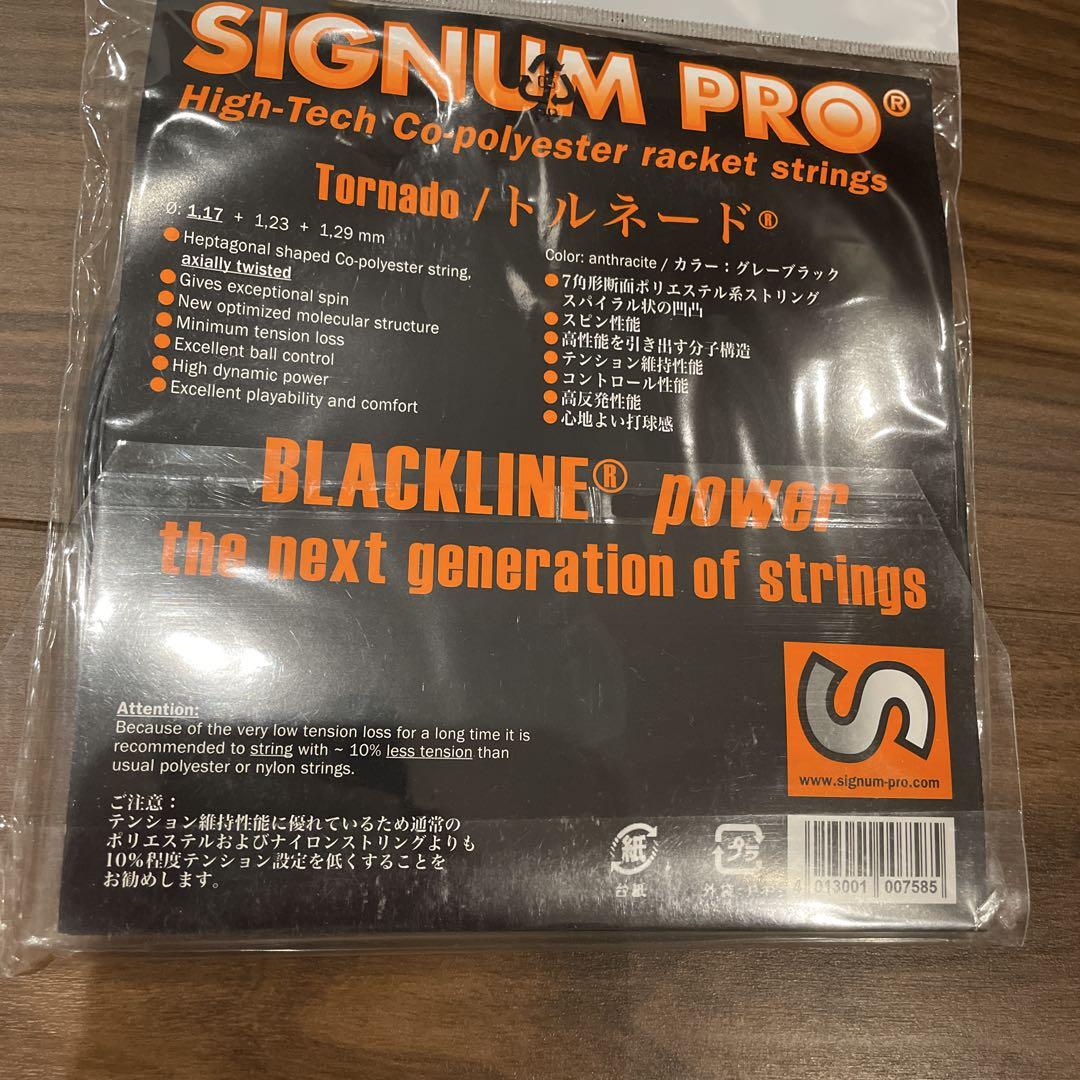 SIGNUM PRO®
High-Tech Co-polyester racket strings
Tornado / トルネード®
Ø: 1,17 + 1,23 + 1,29 mm
Heptagonal shaped Co-polyester string,
axially twisted
Gives exceptional spin
New optimized molecular structure
Minimum tension loss
Excellent ball control
High dynamic power
Excellent playability and comfort
Color: anthracite / カラー：グレーブラック
7角形断面ポリエステル系ストリング
スパイラル状の凹凸
スピン性能
高性能を引き出す分子構造
テンション維持性能
コントロール性能
高反発性能
心地よい打球感
BLACKLINE® power
the next generation of strings
Attention:
Because of the very low tension loss for a long time it is
recommended to string with ~ 10% less tension than
usual polyester or nylon strings.
ご注意：
テンション維持性能に優れているため通常の
ポリエステルおよびナイロンストリングよりも
10%程度テンション設定を低くすることを
お勧めします。
S
www.signum-pro.com
紙
台紙
プラ
外袋:P.P.
4 013001 007585